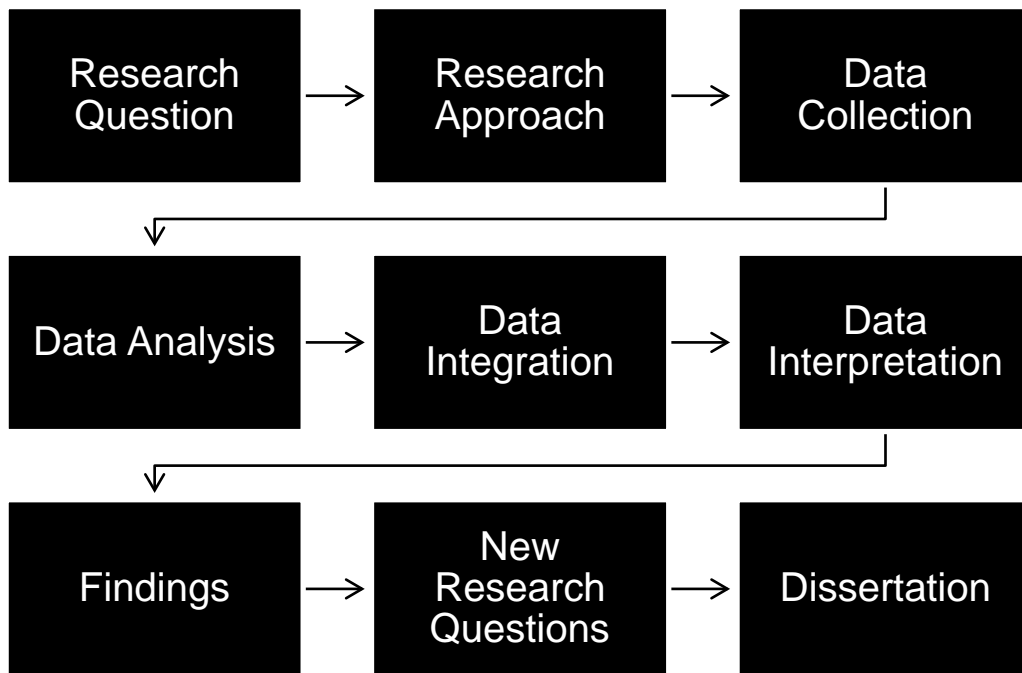 Research
Question
Research
Approach
Data
Collection
Data Analysis
Data
Integration
Data
Interpretation
Findings
New
Research
Questions
Dissertation